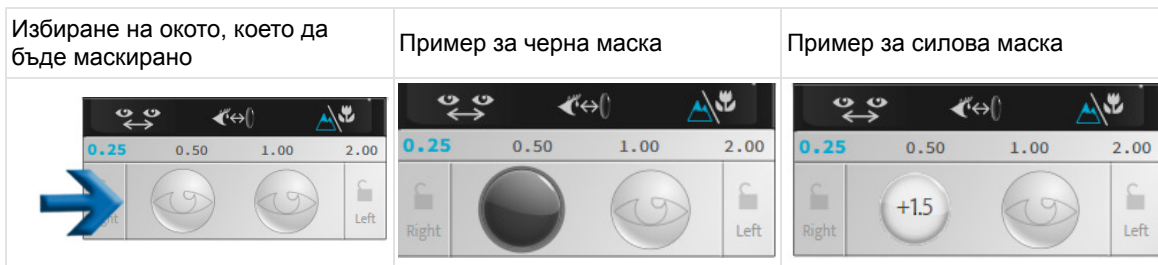 Избиране на окото, което да
бъде маскирано
Пример за черна маска
Пример за силова маска
0.25 0.50 1.00 2.00
Left
0.25 0.50 1.00 2.00
Right Left
0.25 0.50 1.00 2.00
+1.5
Right Left